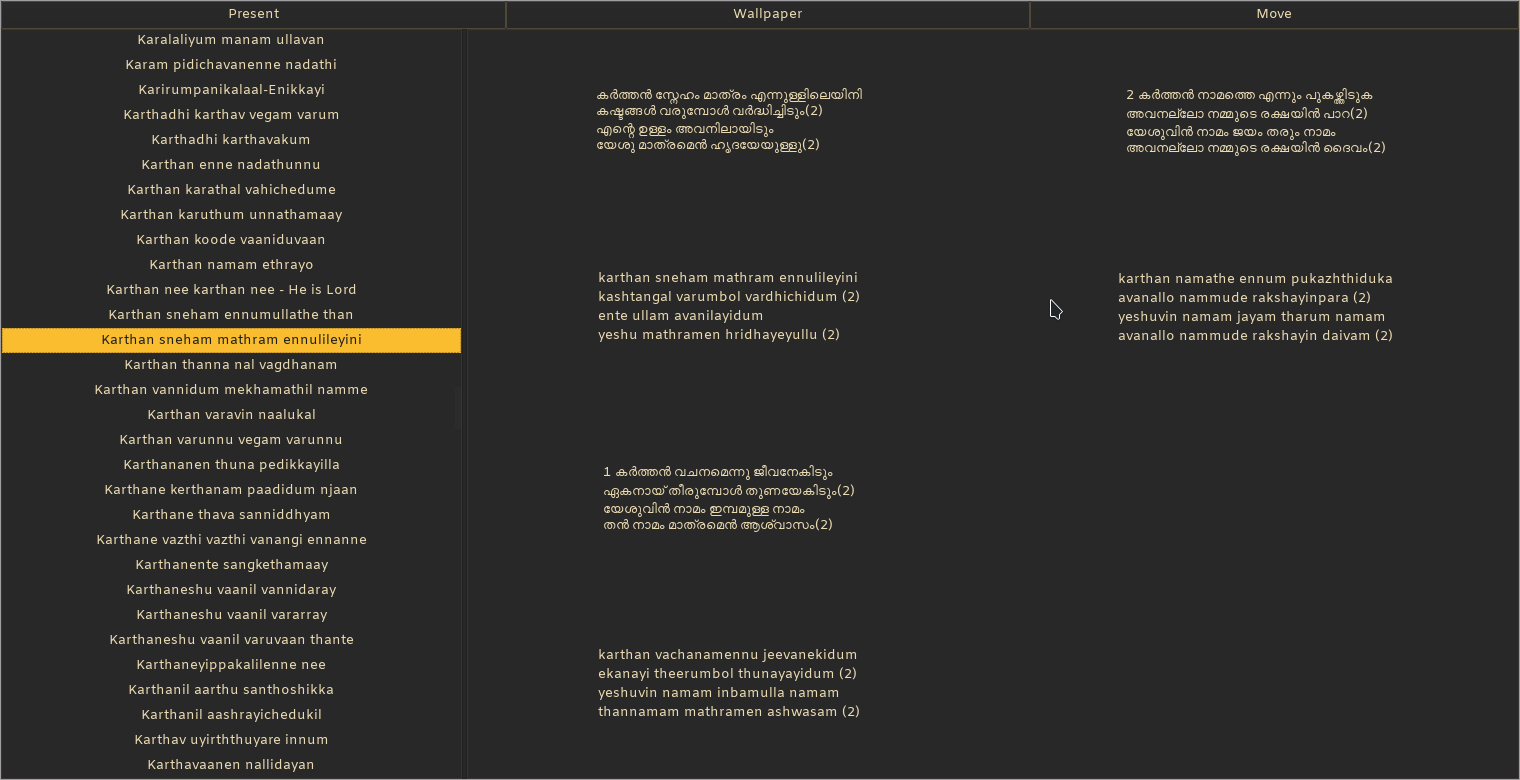 Present
Wallpaper
Move
Karalaliyum manam ullavan
Karam pidichavanenne nadathi
Karirumpanikalaal-Enikkayi
Karthadhi karthav vegam varum
Karthadhi karthavakum
Karthan enne nadathunnu
Karthan karathal vahichedume
Karthan karuthum unnathamaay
Karthan koode vaaniduvaan
Karthan namam ethrayo
Karthan nee karthan nee - He is Lord
Karthan sneham ennumullathe than
Karthan sneham mathram ennulileyini
Karthan thanna nal vagdhanam
Karthan vannidum mekhamathil namme
Karthan varavin naalukal
Karthan varunnu vegam varunnu
Karthananen thuna pedikkayilla
Karthane kerthanam paadidum njaan
Karthane thava sanniddhyam
Karthane vazthi vazthi vanangi ennanne
Karthanente sangkethamaay
Karthaneshu vaanil vannidaray
Karthaneshu vaanil vararray
Karthaneshu vaanil varuvaan thante
Karthaneyippakalilenne nee
Karthanil aarthu santhoshikka
Karthanil aashrayichedukil
Karthav uyirththuyare innum
Karthavaanen nallidayan
കർത്തൻ സ്നേഹം മാത്രം എന്നുള്ളിലെയിനി
കഷ്ടങ്ങൾ വരുമ്പോൾ വർദ്ധിച്ചിടും(2)
എന്റെ ഉള്ളം അവനിലായിടും
യേശു മാത്രമെൻ ഹൃദയേയുള്ളു(2)
karthan sneham mathram ennulileyini
kashtangal varumbol vardhichidum (2)
ente ullam avanilayidum
yeshu mathramen hridhayeyullu (2)
1 കർത്തൻ വചനമെന്നു ജീവനേകിടും
ഏകനായ് തീരുമ്പോൾ തുണയേകിടും(2)
യേശുവിൻ നാമം ഇമ്പമുള്ള നാമം
തൻ നാമം മാത്രമെൻ ആശ്വാസം(2)
karthan vachanamennu jeevanekidum
ekanayi theerumbol thunayayidum (2)
yeshuvin namam inbamulla namam
thannamam mathramen ashwasam (2)
2 കർത്തൻ നാമത്തെ എന്നും പുകഴ്ത്തിടുക
അവനല്ലോ നമ്മുടെ രക്ഷയിൻ പാറ(2)
യേശുവിൻ നാമം ജയം തരും നാമം
അവനല്ലോ നമ്മുടെ രക്ഷയിൻ ദൈവം(2)
karthan namathe ennum pukazhthiduka
avanallo nammude rakshayinpara (2)
yeshuvin namam jayam tharum namam
avanallo nammude rakshayin daivam (2)